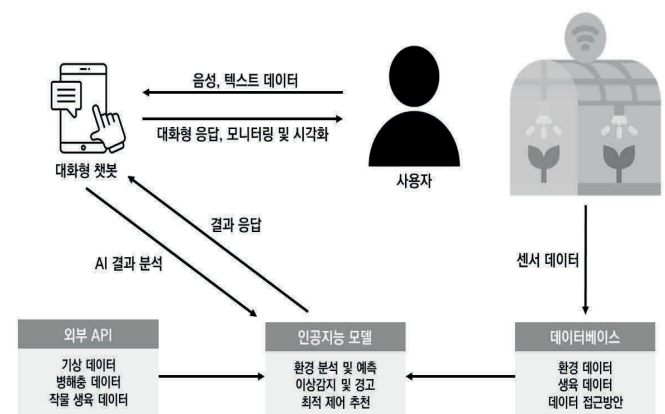 음성, 텍스트 데이터
대화형 응답, 모니터링 및 시각화
대화형 챗봇
사용자
결과 응답
AI 결과 분석
센서 데이터
외부 API
기상 데이터
병해충 데이터
작물 생육 데이터
인공지능 모델
환경 분석 및 예측
이상감지 및 경고
최적 제어 추천
데이터베이스
환경 데이터
생육 데이터
데이터 접근방안